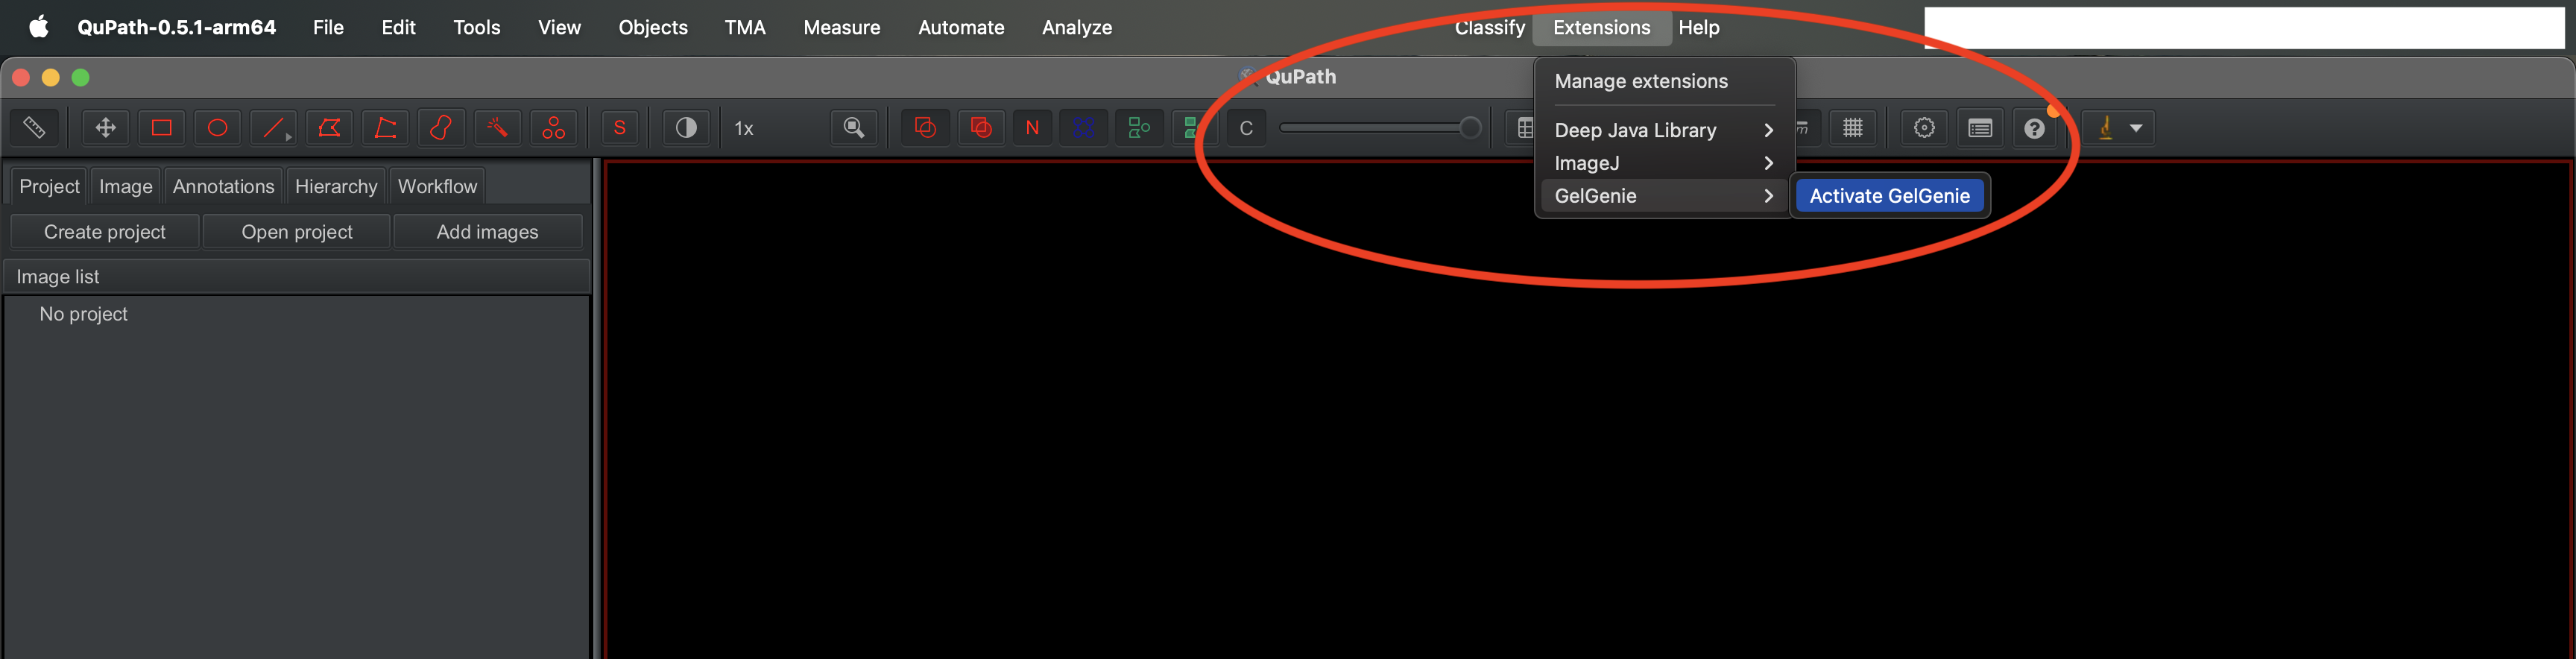 QuPath-0.5.1-arm64 File Edit Tools View Objects TMA Measure Automate Analyze Classify Extensions Help
QuPath
Manage extensions
S 1x N C
Deep Java Library
ImageJ
GelGenie Activate GelGenie
Project Image Annotations Hierarchy Workflow
Create project Open project Add images
Image list
No project